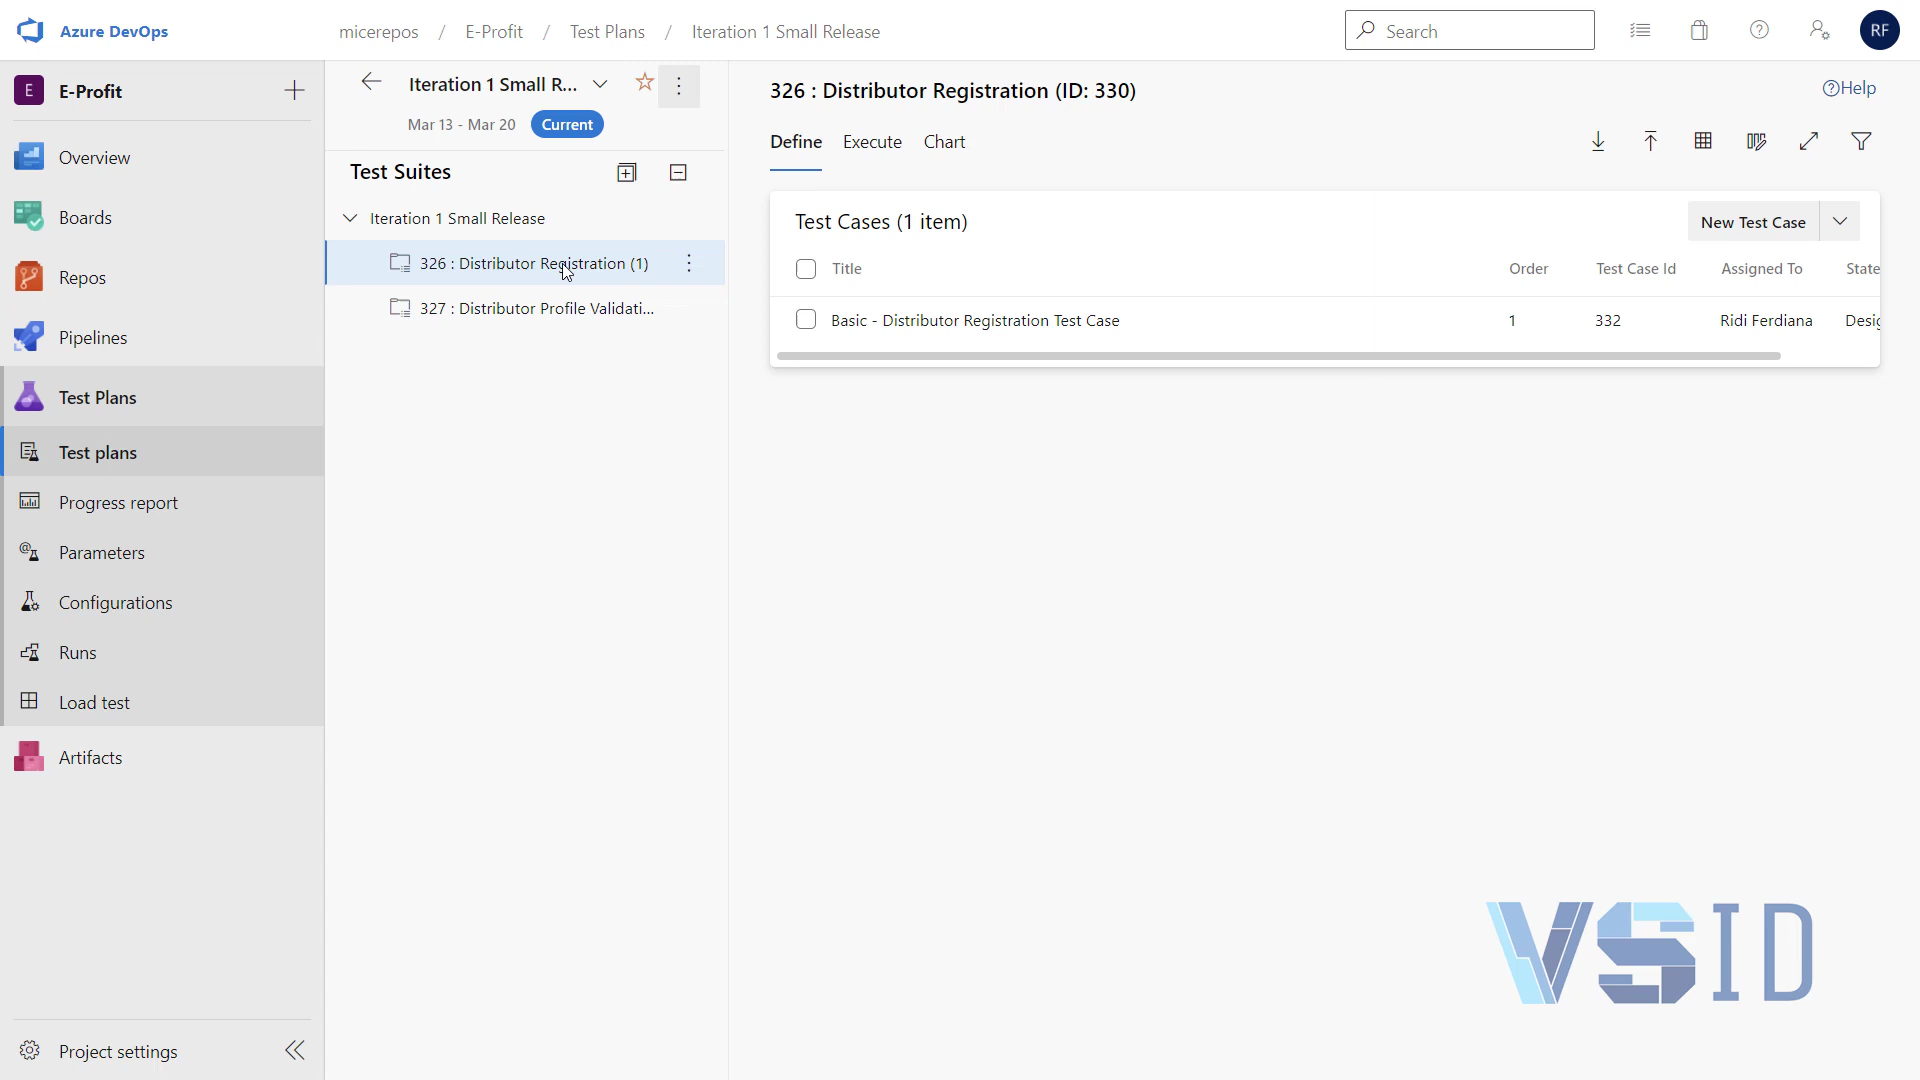 Azure DevOps
micerepos / E-Profit / Test Plans / Iteration 1 Small Release
Search
RF
E E-Profit
Overview
Boards
Repos
Pipelines
Test Plans
Test plans
Progress report
Parameters
Configurations
Runs
Load test
Artifacts
Project settings
Iteration 1 Small R...
Mar 13 - Mar 20 Current
Test Suites
Iteration 1 Small Release
326 : Distributor Registration (1)
327 : Distributor Profile Validati...
326 : Distributor Registration (ID: 330)
Help
Define Execute Chart
Test Cases (1 item)
New Test Case
Title Order Test Case Id Assigned To State
Basic - Distributor Registration Test Case 1 332 Ridi Ferdiana Desig
VSID